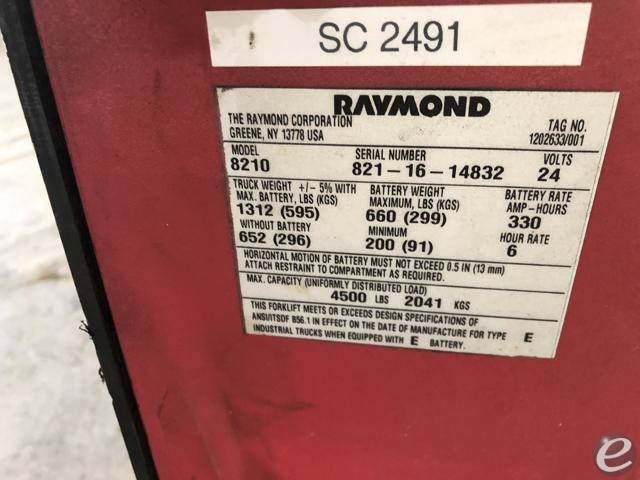 SC 2491
RAYMOND
THE RAYMOND CORPORATION
GREENE, NY 13778 USA
TAG NO.
1202633/001
MODEL SERIAL NUMBER VOLTS
8210 821-16-14832 24
TRUCK WEIGHT +/- 5% WITH BATTERY WEIGHT BATTERY RATE
MAX. BATTERY, LBS (KGS) MAXIMUM, LBS (KGS) AMP-HOURS
1312 (595) 660 (299) 330
WITHOUT BATTERY MINIMUM HOUR RATE
652 (296) 200 (91) 6
HORIZONTAL MOTION OF BATTERY MUST NOT EXCEED 0.5 IN (13 mm)
ATTACH RESTRAINT TO COMPARTMENT AS REQUIRED.
MAX. CAPACITY (UNIFORMLY DISTRIBUTED LOAD)
4500 LBS 2041 KGS
THIS FORKLIFT MEETS OR EXCEEDS DESIGN SPECIFICATIONS OF
ANSI/ITSDF B56.1 IN EFFECT ON THE DATE OF MANUFACTURE FOR TYPE E
INDUSTRIAL TRUCKS WHEN EQUIPPED WITH E BATTERY.
e